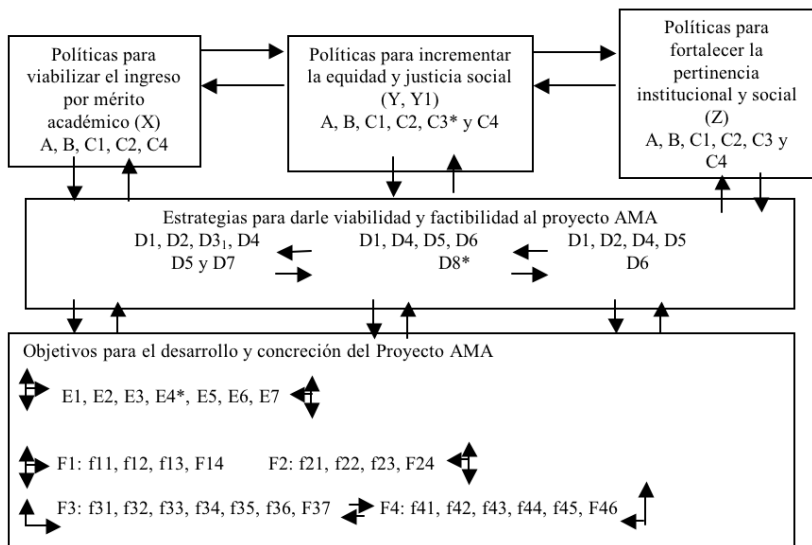 Políticas para
viabilizar el ingreso
por mérito
académico (X)
A, B, C1, C2, C4
Políticas para incrementar
la equidad y justicia social
(Y, Y1)
A, B, C1, C2, C3* y C4
Políticas para
fortalecer la
pertinencia
institucional y social
(Z)
A, B, C1, C2, C3 y
C4
Estrategias para darle viabilidad y factibilidad al proyecto AMA
D1, D2, D3₁, D4
D5 y D7
D1, D4, D5, D6
D8*
D1, D2, D4, D5
D6
Objetivos para el desarrollo y concreción del Proyecto AMA
E1, E2, E3, E4*, E5, E6, E7
F1: f11, f12, f13, F14
F2: f21, f22, f23, F24
F3: f31, f32, f33, f34, f35, f36, F37
F4: f41, f42, f43, f44, f45, F46